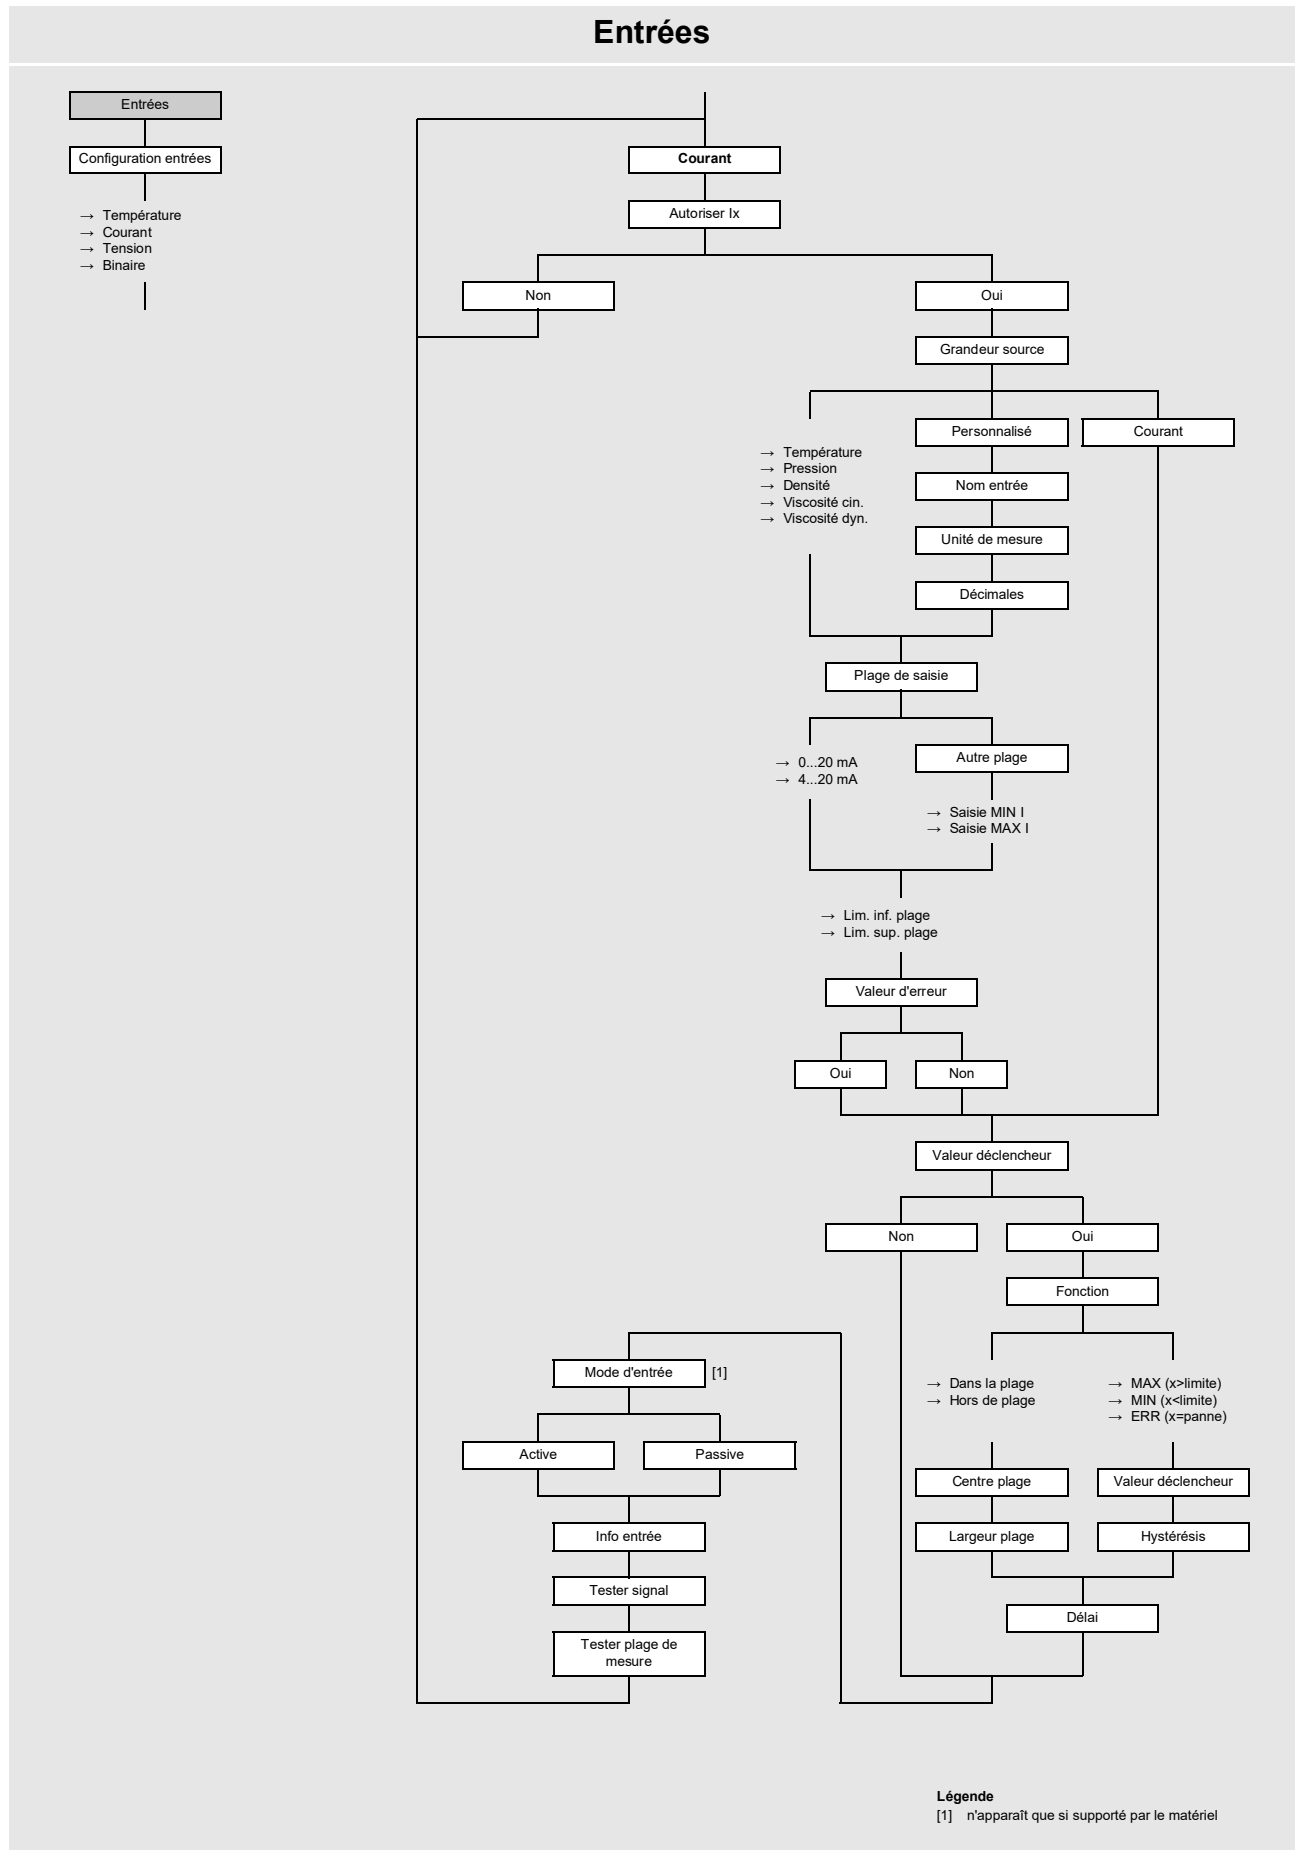 Entrées
Entrées
Configuration entrées
→ Température
→ Courant
→ Tension
→ Binaire
Courant
Autoriser Ix
Non
Oui
Grandeur source
→ Température
→ Pression
→ Densité
→ Viscosité cin.
→ Viscosité dyn.
Personnalisé
Courant
Nom entrée
Unité de mesure
Décimales
Plage de saisie
→ 0...20 mA
→ 4...20 mA
Autre plage
→ Saisie MIN I
→ Saisie MAX I
→ Lim. inf. plage
→ Lim. sup. plage
Valeur d'erreur
Oui
Non
Valeur déclencheur
Non
Oui
Fonction
→ Dans la plage
→ Hors de plage
→ MAX (x>limite)
→ MIN (x<limite)
→ ERR (x=panne)
Centre plage
Valeur déclencheur
Largeur plage
Hystérésis
Délai
Mode d'entrée [1]
Active
Passive
Info entrée
Tester signal
Tester plage de
mesure
Légende
[1] n'apparaît que si supporté par le matériel